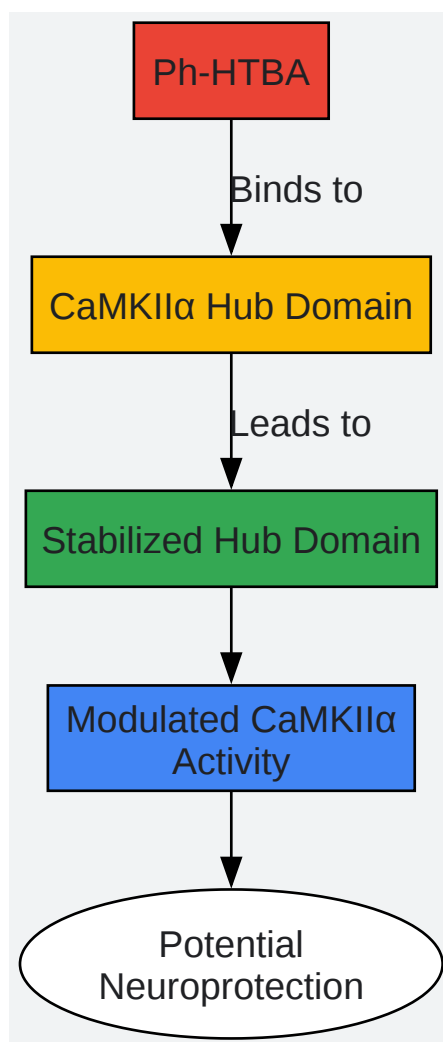 Ph-HTBA
Binds to
CaMKIIα Hub Domain
Leads to
Stabilized Hub Domain
Modulated CaMKIIα
Activity
Potential
Neuroprotection